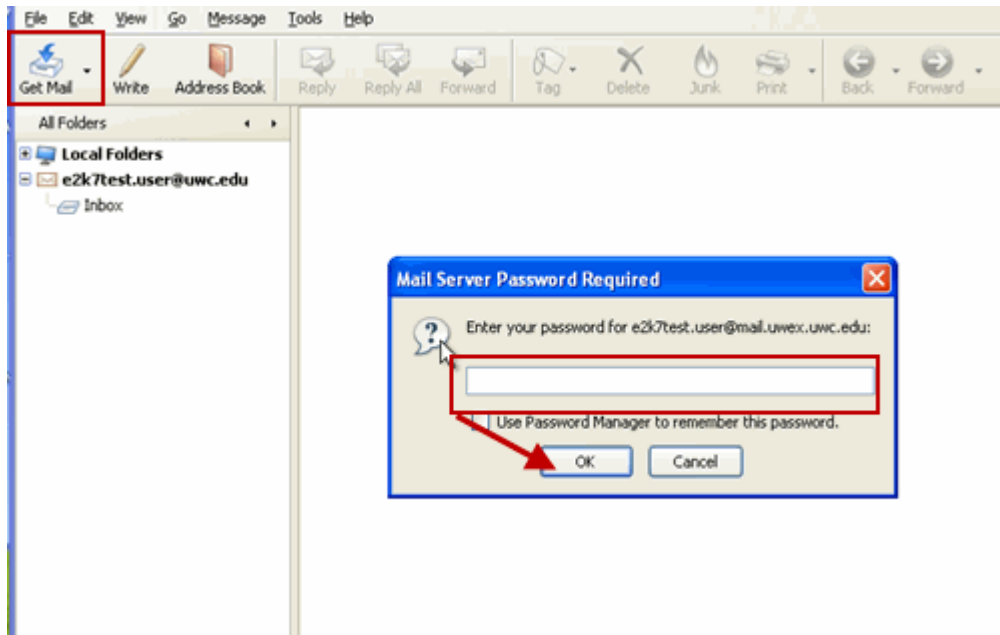 File Edit View Go Message Tools Help
Get Mail Write Address Book Reply Reply All Forward Tag Delete Junk Print Back Forward
All Folders
Local Folders
e2k7test.user@uwc.edu
Inbox
Mail Server Password Required
Enter your password for e2k7test.user@mail.uwex.uwc.edu:
Use Password Manager to remember this password.
OK Cancel